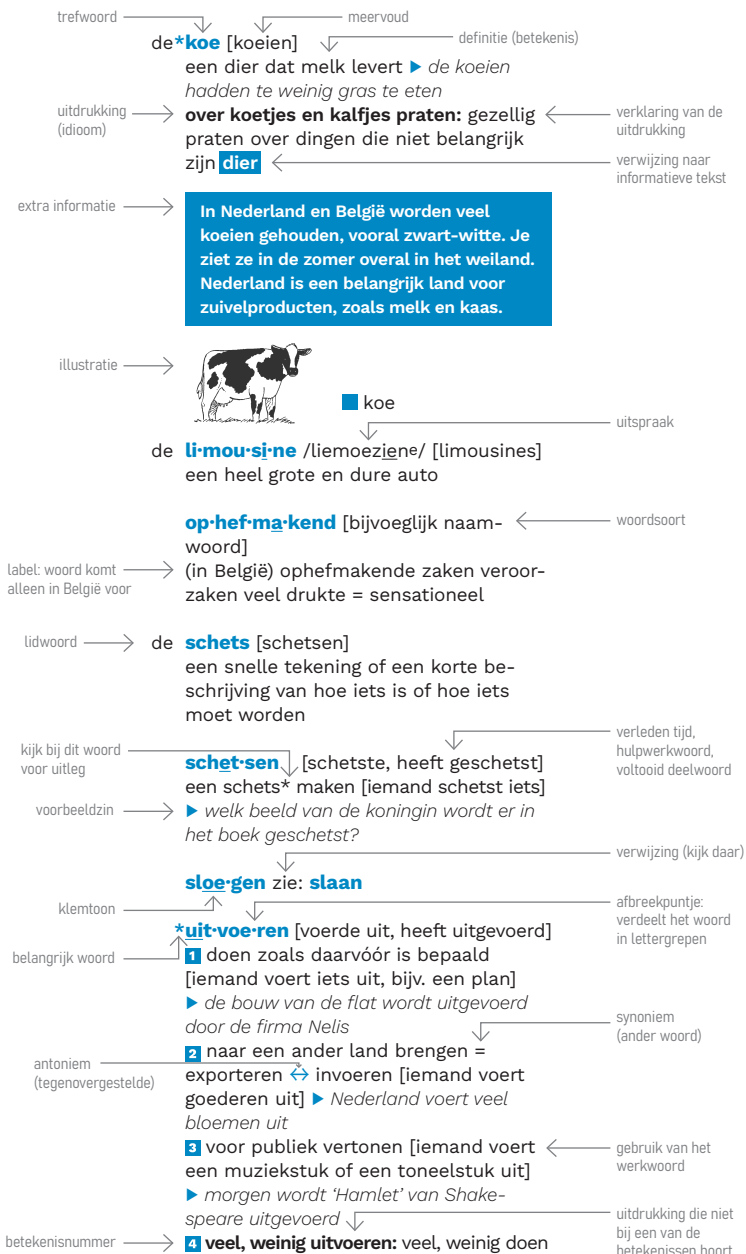 trefwoord
meervoud
de *koe [koeien]
definitie (betekenis)
een dier dat melk levert ▶ de koeien
hadden te weinig gras te eten
uitdrukking
(idioom)
over koetjes en kalfjes praten: gezellig
praten over dingen die niet belangrijk
zijn dier
verklaring van de
uitdrukking
verwijzing naar
informatieve tekst
extra informatie
In Nederland en België worden veel
koeien gehouden, vooral zwart-witte. Je
ziet ze in de zomer overal in het weiland.
Nederland is een belangrijk land voor
zuivelproducten, zoals melk en kaas.
illustratie
koe
uitspraak
de li·mou·si·ne /liemoeziene/ [limousines]
een heel grote en dure auto
op·hef·ma·kend [bijvoeglijk naam-
woord]
woordsoort
label: woord komt
alleen in België voor
(in België) ophefmakende zaken veroor-
zaken veel drukte = sensationeel
lidwoord
de schets [schetsen]
een snelle tekening of een korte be-
schrijving van hoe iets is of hoe iets
moet worden
verleden tijd,
hulpwerkwoord,
voltooid deelwoord
kijk bij dit woord
voor uitleg
schet·sen [schetste, heeft geschetst]
een schets* maken [iemand schetst iets]
voorbeeldzin
▶ welk beeld van de koningin wordt er in
het boek geschetst?
verwijzing (kijk daar)
sloe·gen zie: slaan
klemtoon
afbreekpuntje:
verdeelt het woord
in lettergrepen
belangrijk woord
*uit·voe·ren [voerde uit, heeft uitgevoerd]
1 doen zoals daarvóór is bepaald
[iemand voert iets uit, bijv. een plan]
▶ de bouw van de flat wordt uitgevoerd
door de firma Nelis
synoniem
(ander woord)
antoniem
(tegenovergestelde)
2 naar een ander land brengen =
exporteren ↔ invoeren [iemand voert
goederen uit] ▶ Nederland voert veel
bloemen uit
3 voor publiek vertonen [iemand voert
een muziekstuk of een toneelstuk uit]
gebruik van het
werkwoord
▶ morgen wordt ‘Hamlet’ van Shake-
speare uitgevoerd
uitdrukking die niet
bij een van de
betekenissen hoort
betekenisnummer
4 veel, weinig uitvoeren: veel, weinig doen